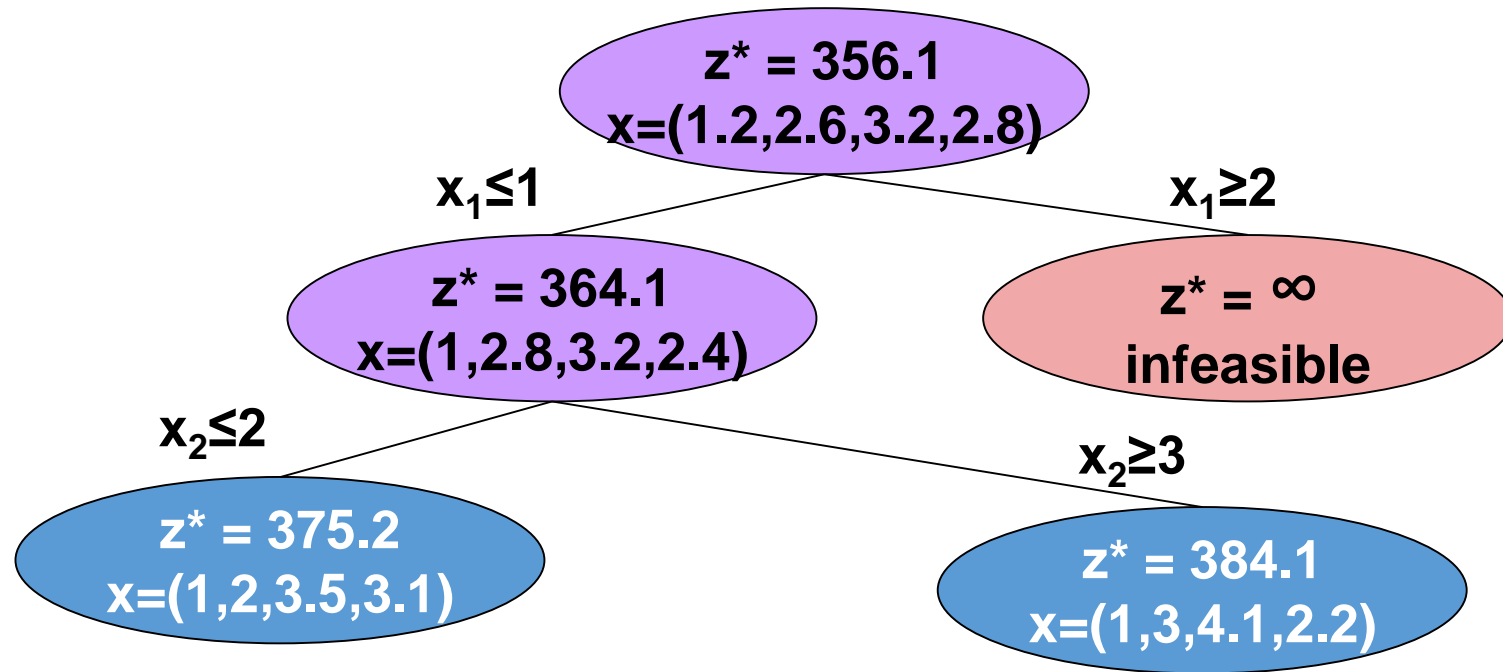 z* = 356.1
x=(1.2,2.6,3.2,2.8)
x₁≤1
x₁≥2
z* = 364.1
x=(1,2.8,3.2,2.4)
z* = ∞
infeasible
x₂≤2
x₂≥3
z* = 375.2
x=(1,2,3.5,3.1)
z* = 384.1
x=(1,3,4.1,2.2)